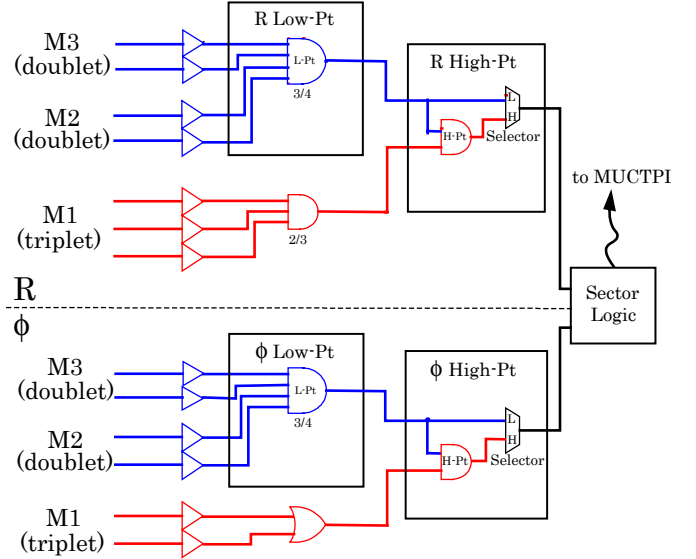 R Low-Pt
M3
(doublet)
L-Pt
3/4
R High-Pt
M2
(doublet)
L
H
H-Pt
Selector
to MUCTPI
M1
(triplet)
2/3
R
ϕ
Sector
Logic
ϕ Low-Pt
M3
(doublet)
L-Pt
3/4
ϕ High-Pt
M2
(doublet)
L
H
H-Pt
Selector
M1
(triplet)